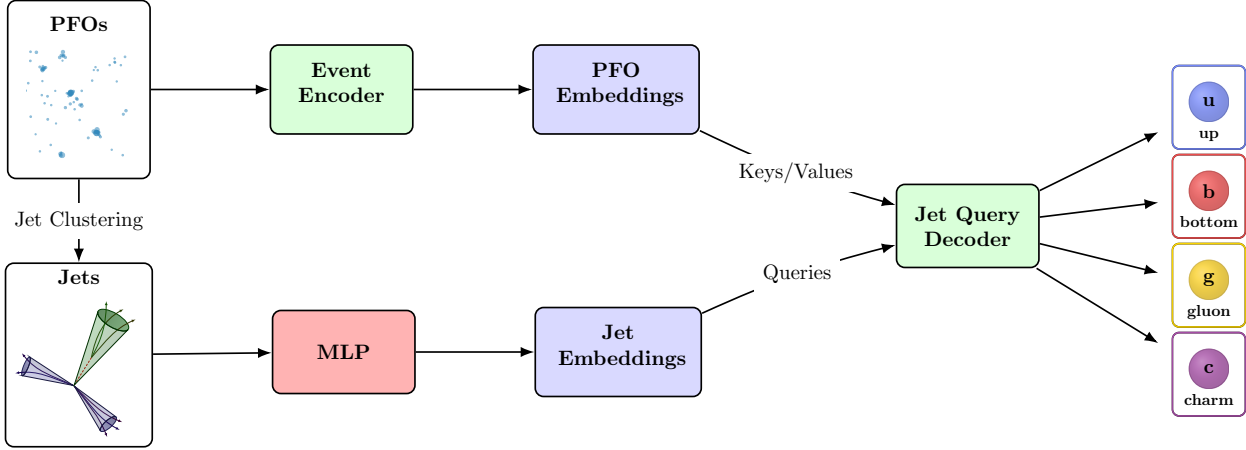 PFOs
Event
Encoder
PFO
Embeddings
Keys/Values
Jet Clustering
Jets
MLP
Jet
Embeddings
Queries
Jet Query
Decoder
u
up
b
bottom
g
gluon
c
charm